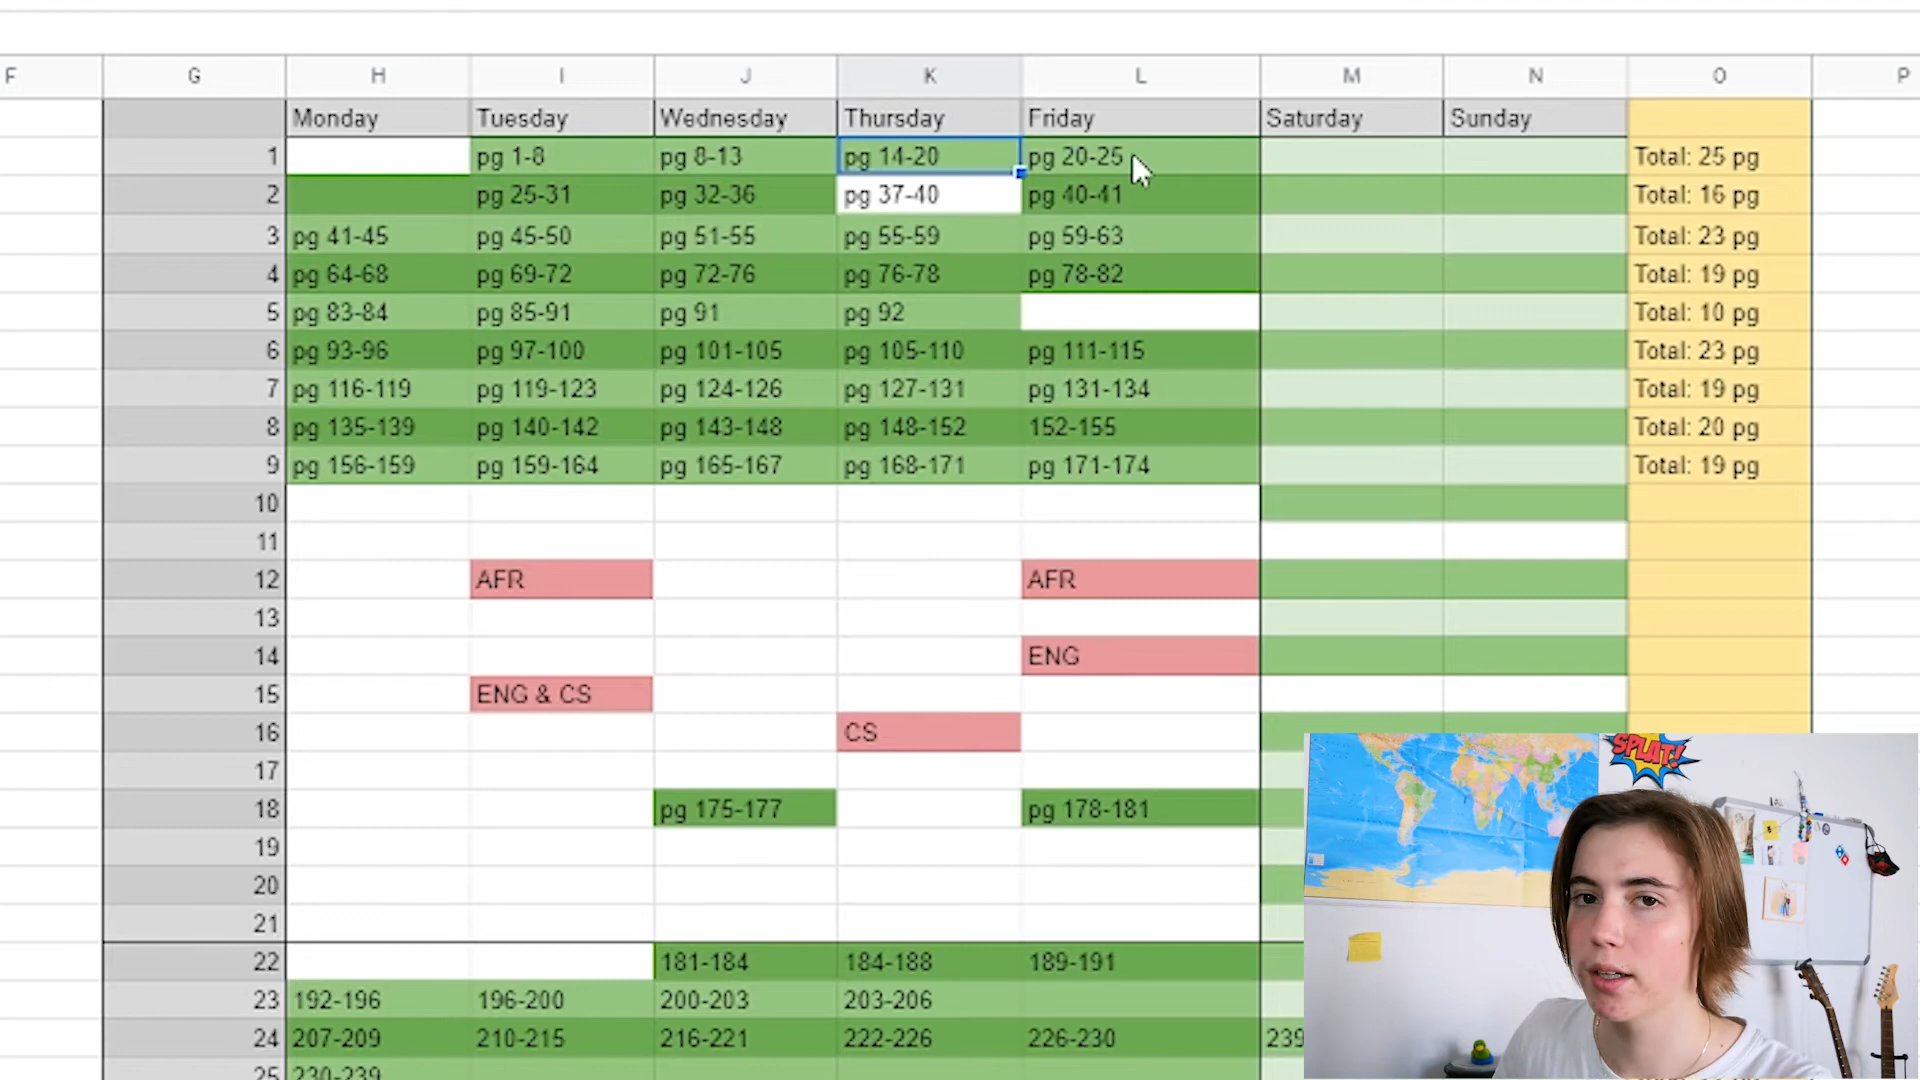 F G H I J K L M N O P
Monday Tuesday Wednesday Thursday Friday Saturday Sunday
1 pg 1-8 pg 8-13 pg 14-20 pg 20-25 Total: 25 pg
2 pg 25-31 pg 32-36 pg 37-40 pg 40-41 Total: 16 pg
3 pg 41-45 pg 45-50 pg 51-55 pg 55-59 pg 59-63 Total: 23 pg
4 pg 64-68 pg 69-72 pg 72-76 pg 76-78 pg 78-82 Total: 19 pg
5 pg 83-84 pg 85-91 pg 91 pg 92 Total: 10 pg
6 pg 93-96 pg 97-100 pg 101-105 pg 105-110 pg 111-115 Total: 23 pg
7 pg 116-119 pg 119-123 pg 124-126 pg 127-131 pg 131-134 Total: 19 pg
8 pg 135-139 pg 140-142 pg 143-148 pg 148-152 152-155 Total: 20 pg
9 pg 156-159 pg 159-164 pg 165-167 pg 168-171 pg 171-174 Total: 19 pg
10
11
12 AFR AFR
13
14 ENG
15 ENG & CS
16 CS
17
18 pg 175-177 pg 178-181
19
20
21
22 181-184 184-188 189-191
23 192-196 196-200 200-203 203-206
24 207-209 210-215 216-221 222-226 226-230 239
25 230-239
SPLAT!